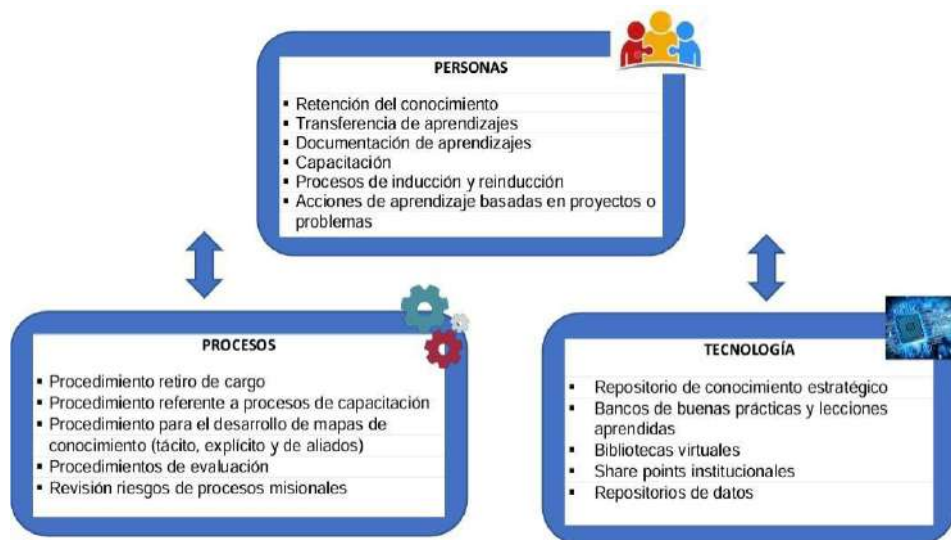 PERSONAS
▪ Retención del conocimiento
▪ Transferencia de aprendizajes
▪ Documentación de aprendizajes
▪ Capacitación
▪ Procesos de inducción y reinducción
▪ Acciones de aprendizaje basadas en proyectos o
problemas
PROCESOS
▪ Procedimiento retiro de cargo
▪ Procedimiento referente a procesos de capacitación
▪ Procedimiento para el desarrollo de mapas de
conocimiento (tácito, explícito y de aliados)
▪ Procedimientos de evaluación
▪ Revisión riesgos de procesos misionales
TECNOLOGÍA
▪ Repositorio de conocimiento estratégico
▪ Bancos de buenas prácticas y lecciones
aprendidas
▪ Bibliotecas virtuales
▪ Share points institucionales
▪ Repositorios de datos